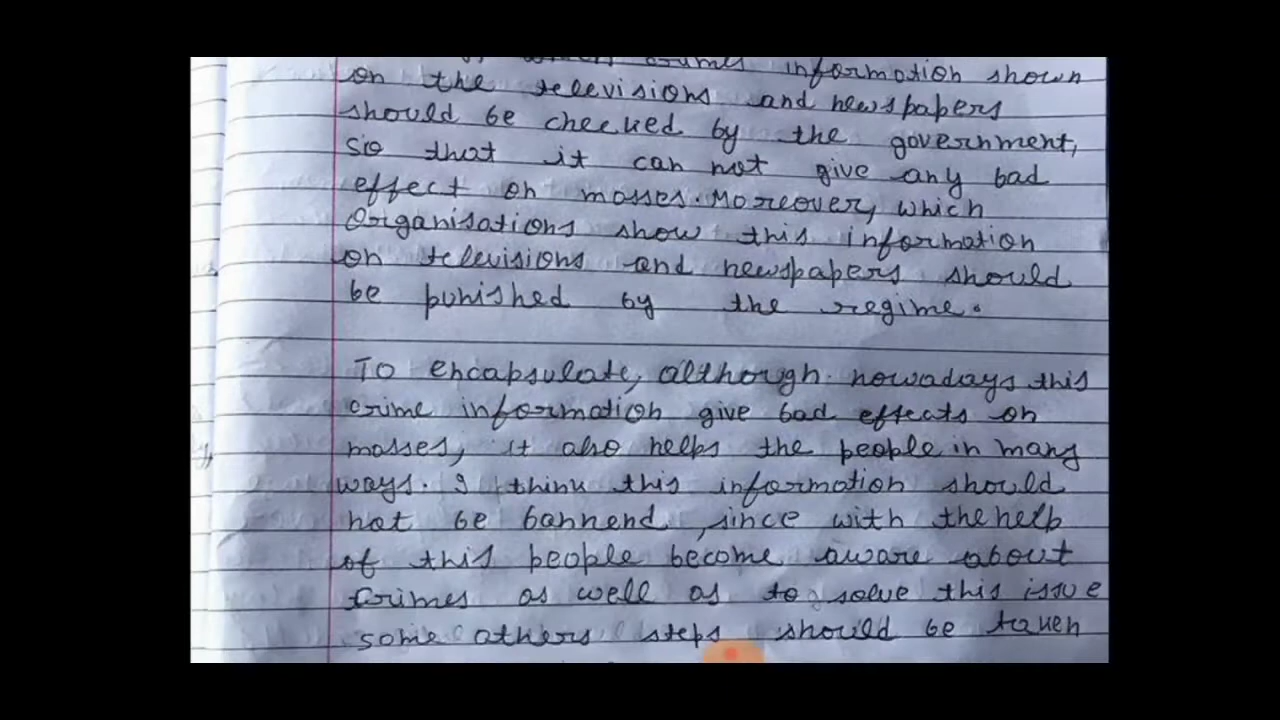 crimes information shown
on the televisions and newspapers
should be checked by the government,
so that it can not give any bad
effect on masses. Moreover, which
Organisations show this information
on televisions and newspapers should
be punished by the regime.
To encapsulate, although nowadays this
crime information give bad effects on
masses, it also helps the people in many
ways. I think this information should
not be bannend, since with the help
of this people become aware about
crimes as well as to solve this issue
some others steps should be taken